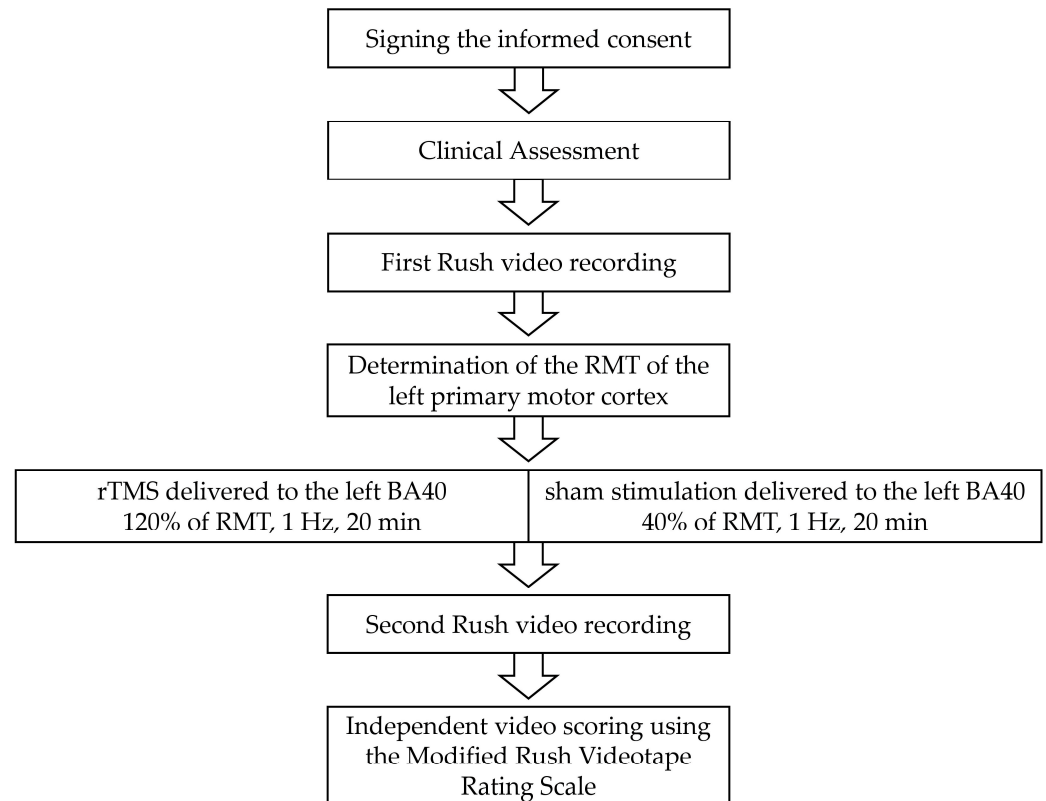 Signing the informed consent
Clinical Assessment
First Rush video recording
Determination of the RMT of the
left primary motor cortex
rTMS delivered to the left BA40
120% of RMT, 1 Hz, 20 min
sham stimulation delivered to the left BA40
40% of RMT, 1 Hz, 20 min
Second Rush video recording
Independent video scoring using
the Modified Rush Videotape
Rating Scale